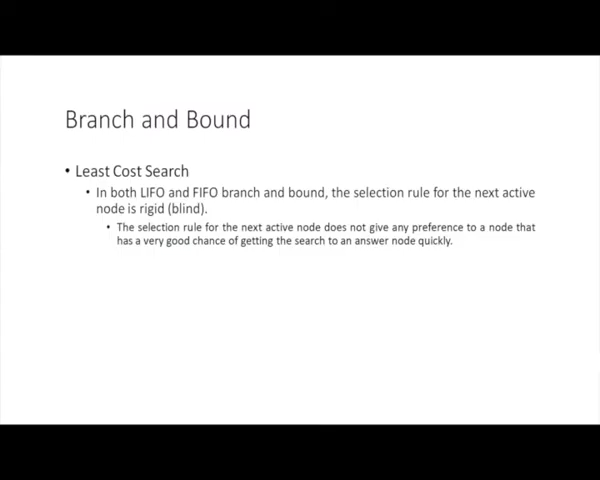 Branch and Bound
• Least Cost Search
• In both LIFO and FIFO branch and bound, the selection rule for the next active
node is rigid (blind).
• The selection rule for the next active node does not give any preference to a node that
has a very good chance of getting the search to an answer node quickly.